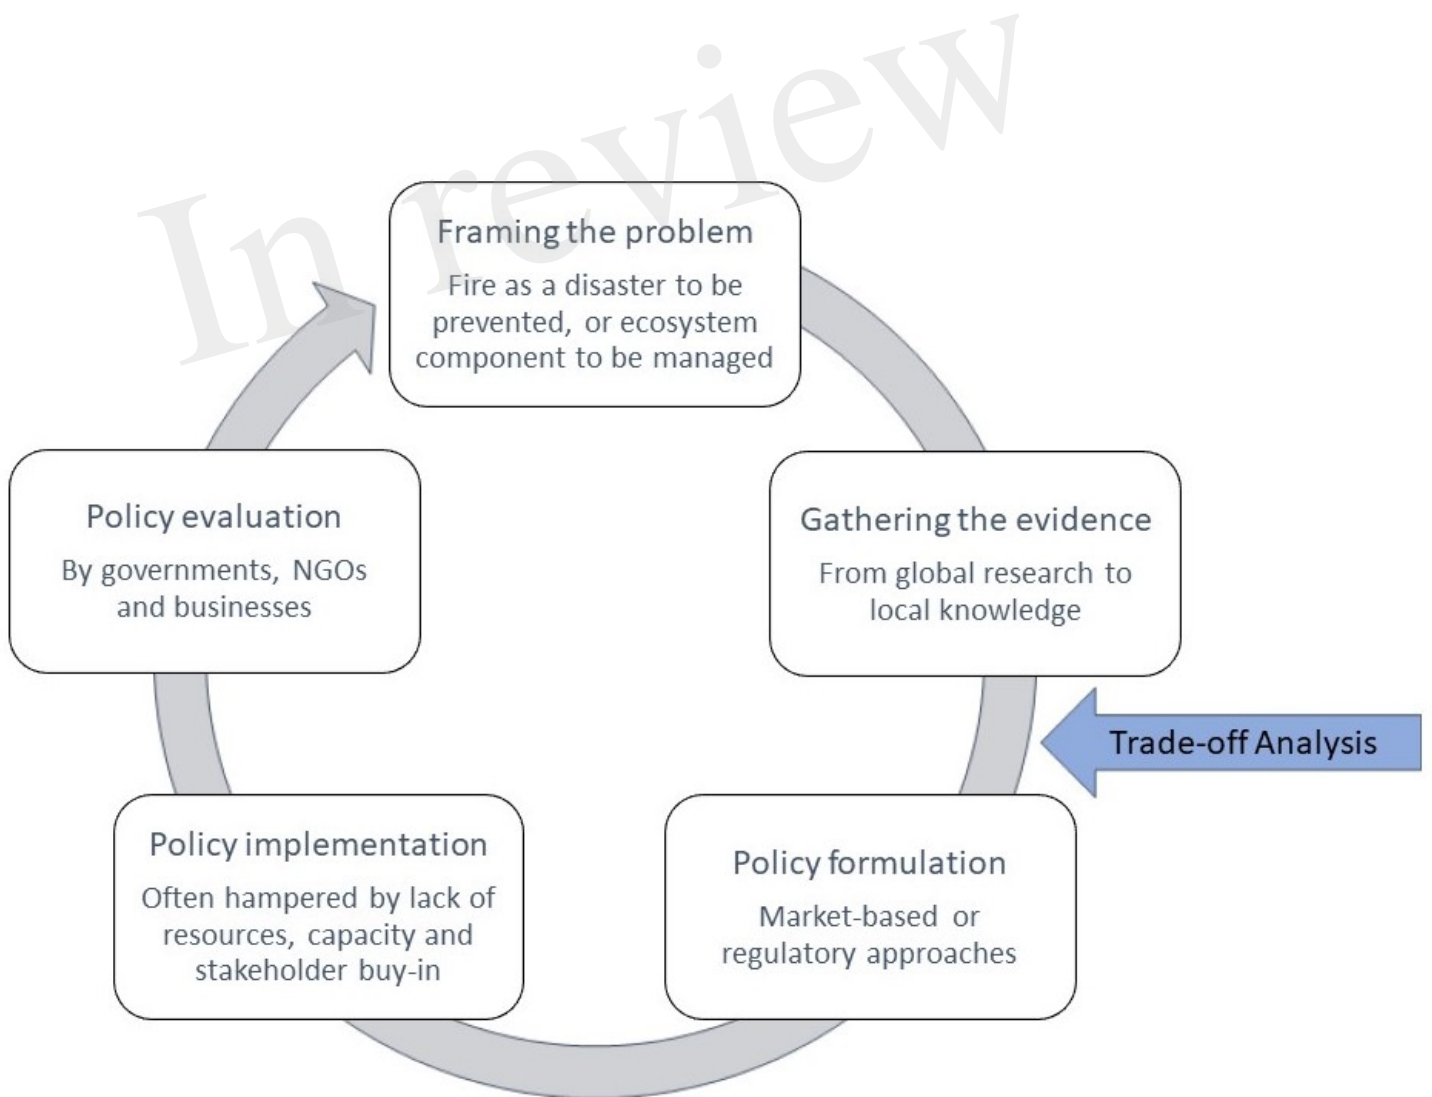 In review
Framing the problem
Fire as a disaster to be
prevented, or ecosystem
component to be managed
Gathering the evidence
From global research to
local knowledge
Trade-off Analysis
Policy formulation
Market-based or
regulatory approaches
Policy implementation
Often hampered by lack of
resources, capacity and
stakeholder buy-in
Policy evaluation
By governments, NGOs
and businesses